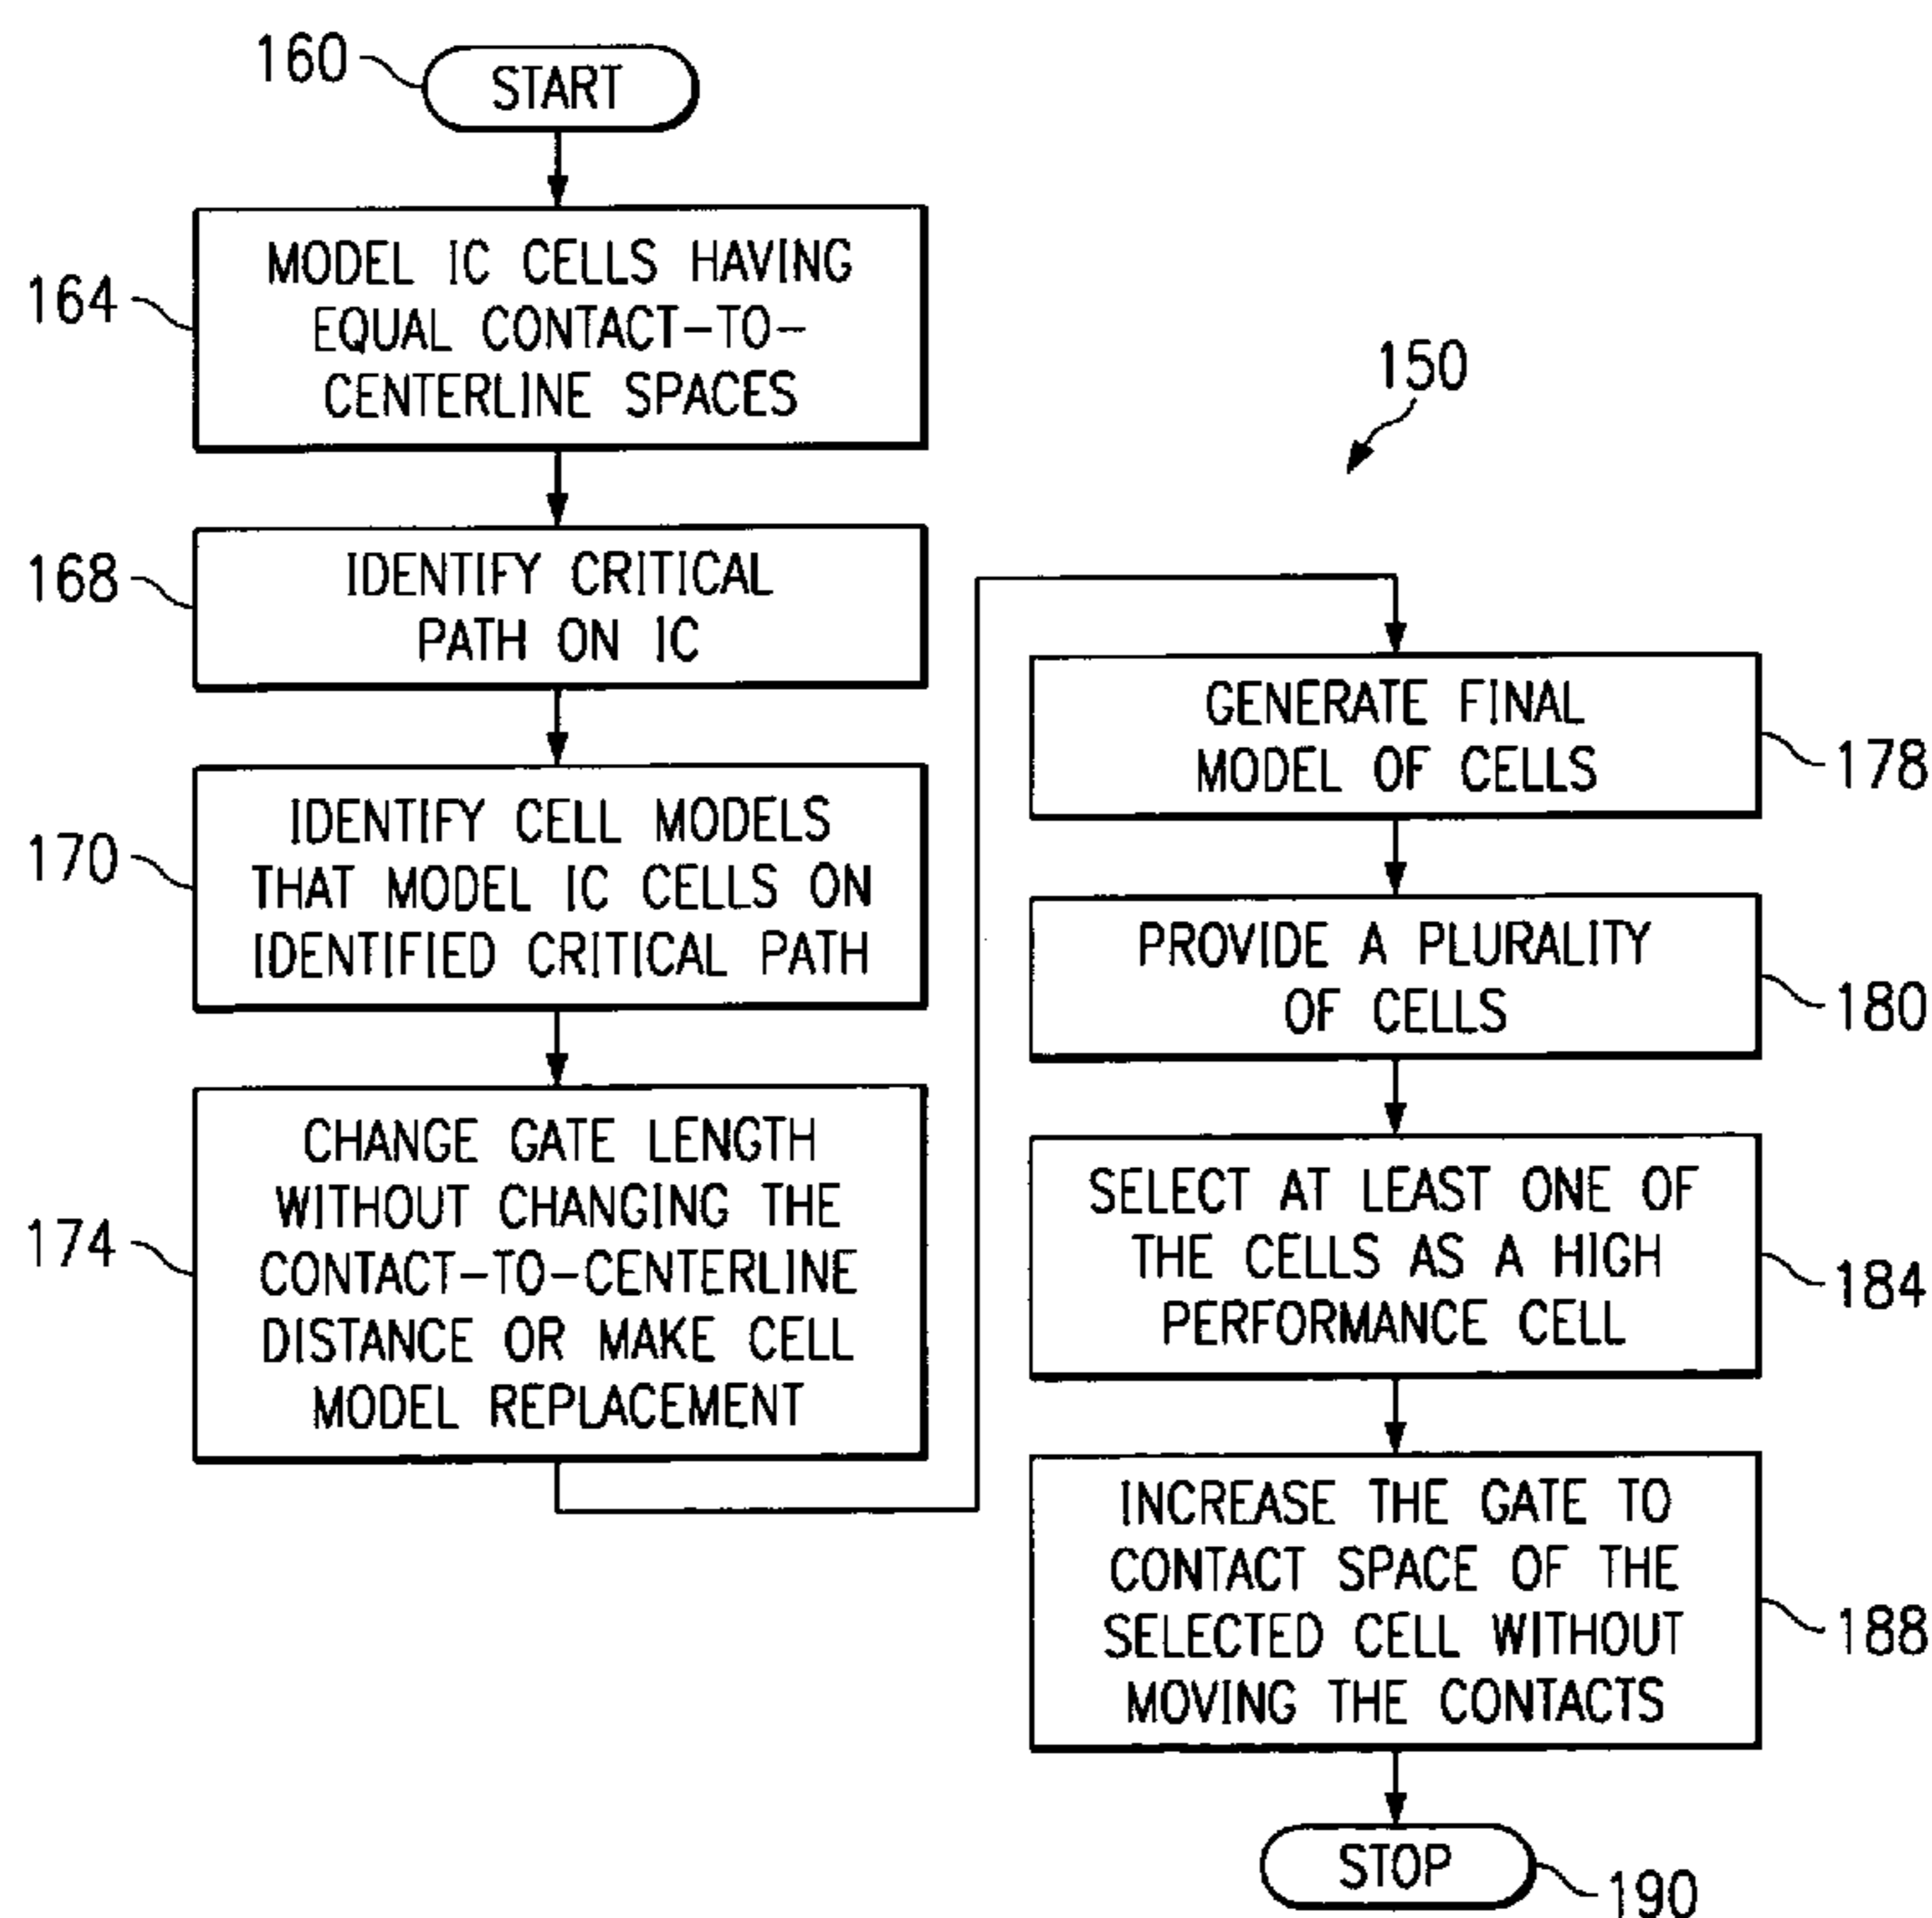 160
START
164
MODEL IC CELLS HAVING
EQUAL CONTACT-TO-
CENTERLINE SPACES
168
IDENTIFY CRITICAL
PATH ON IC
170
IDENTIFY CELL MODELS
THAT MODEL IC CELLS ON
IDENTIFIED CRITICAL PATH
174
CHANGE GATE LENGTH
WITHOUT CHANGING THE
CONTACT-TO-CENTERLINE
DISTANCE OR MAKE CELL
MODEL REPLACEMENT
150
GENERATE FINAL
MODEL OF CELLS
178
PROVIDE A PLURALITY
OF CELLS
180
SELECT AT LEAST ONE OF
THE CELLS AS A HIGH
PERFORMANCE CELL
184
INCREASE THE GATE TO
CONTACT SPACE OF THE
SELECTED CELL WITHOUT
MOVING THE CONTACTS
188
STOP
190